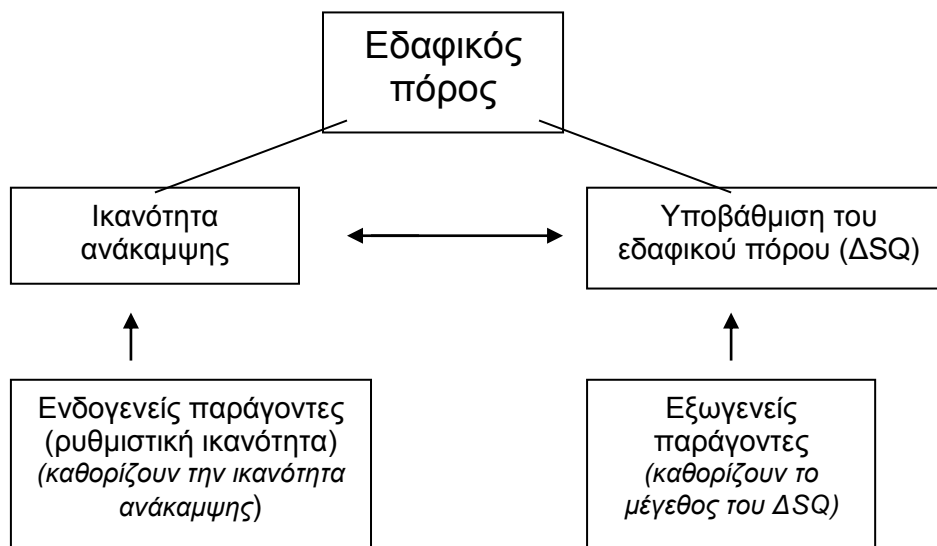 Εδαφικός
πόρος
Ικανότητα
ανάκαμψης
Υποβάθμιση του
εδαφικού πόρου (ΔSQ)
Ενδογενείς παράγοντες
(ρυθμιστική ικανότητα)
(καθορίζουν την ικανότητα
ανάκαμψης)
Εξωγενείς
παράγοντες
(καθορίζουν το
μέγεθος του ΔSQ)